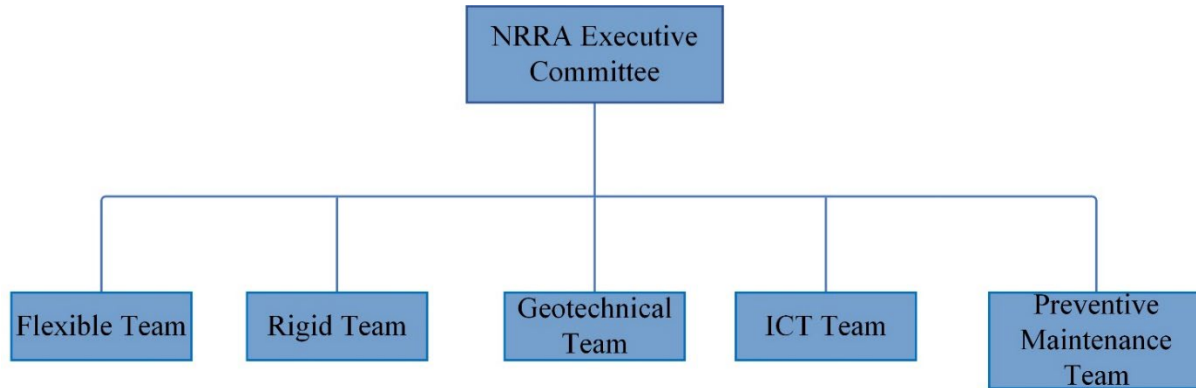 NRRA Executive
Committee
Flexible Team
Rigid Team
Geotechnical
Team
ICT Team
Preventive
Maintenance
Team